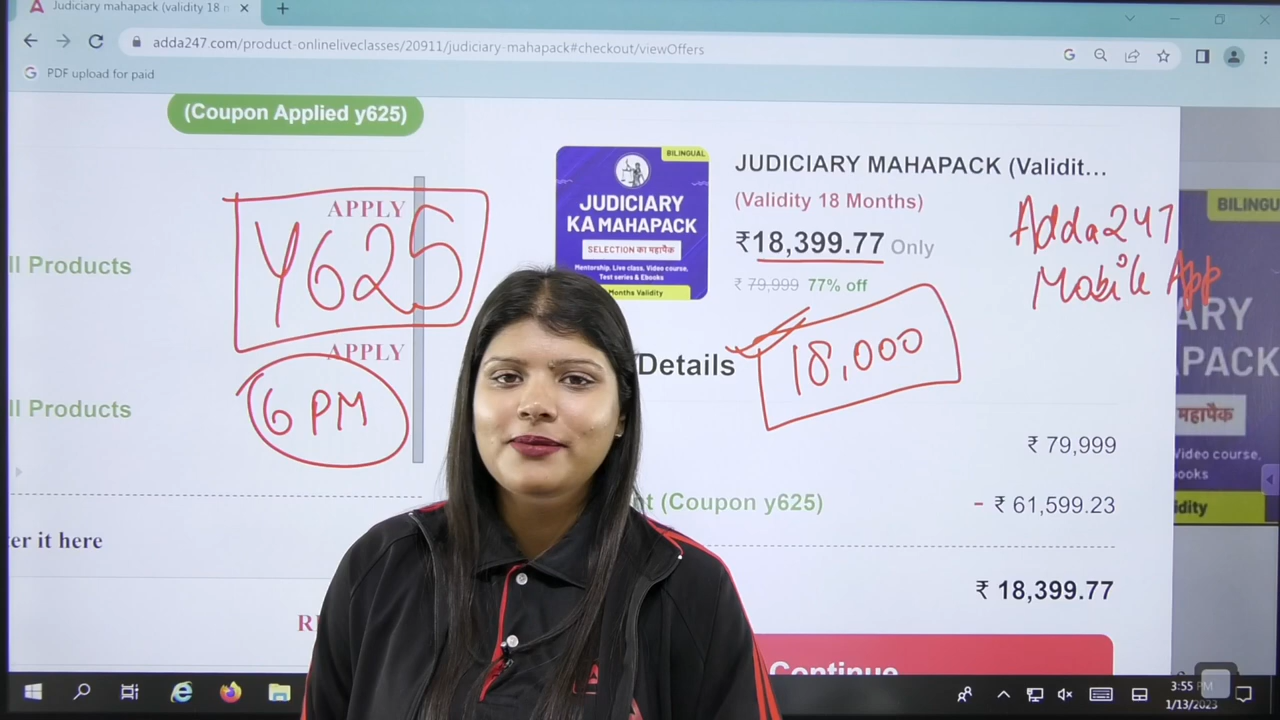 Judiciary mahapack (validity 18 m
adda247.com/product-onlineliveclasses/20911/judiciary-mahapack#checkout/viewOffers
PDF upload for paid
(Coupon Applied y625)
APPLY
Y625
ll Products
APPLY
6 PM
ll Products
er it here
BILINGUAL
JUDICIARY
KA MAHAPACK
SELECTION का महापैक
Mentorship, Live class, Video course,
Test series & Ebooks
Months Validity
JUDICIARY MAHAPACK (Validit...
(Validity 18 Months)
₹18,399.77 Only
₹ 79,999 77% off
Adda247
Mobile App
18,000
Details
₹ 79,999
nt (Coupon y625)
- ₹ 61,599.23
₹ 18,399.77
Continue
BILINGU
ARY
PACK
महापैक
Video course,
ooks
idity
3:55 PM
1/13/2023